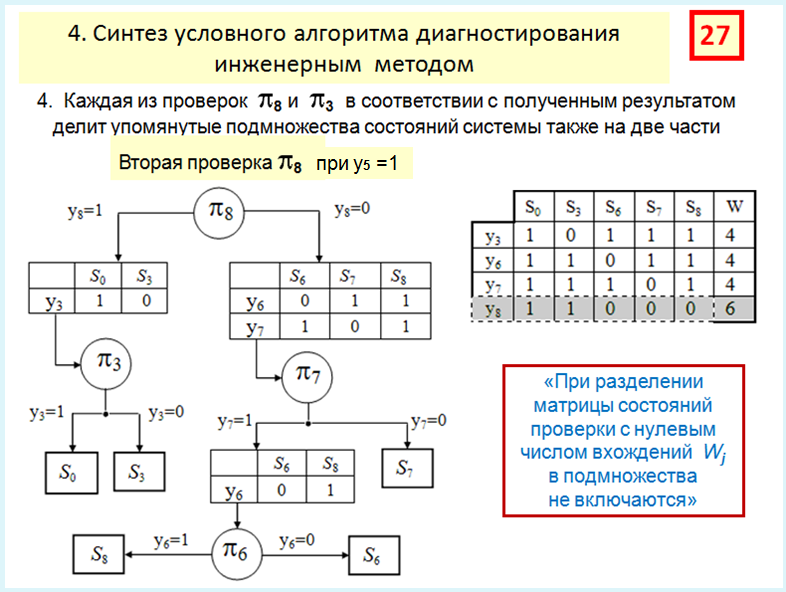 4. Синтез условного алгоритма диагностирования
инженерным методом
27
4. Каждая из проверок π8 и π3 в соответствии с полученным результатом
делит упомянутые подмножества состояний системы также на две части
Вторая проверка π8 при y5 =1
y8=1
π8
y8=0
S0 S3
y3 1 0
S6 S7 S8
y6 0 1 1
y7 1 0 1
π3
y3=1
y3=0
S0
S3
π7
y7=1
y7=0
S6 S8
y6 0 1
S7
S8
y6=1
π6
y6=0
S6
S0 S3 S6 S7 S8 W
y3 1 0 1 1 1 4
y6 1 1 0 1 1 4
y7 1 1 1 0 1 4
y8 1 1 0 0 0 6
«При разделении
матрицы состояний
проверки с нулевым
числом вхождений Wj
в подмножества
не включаются»